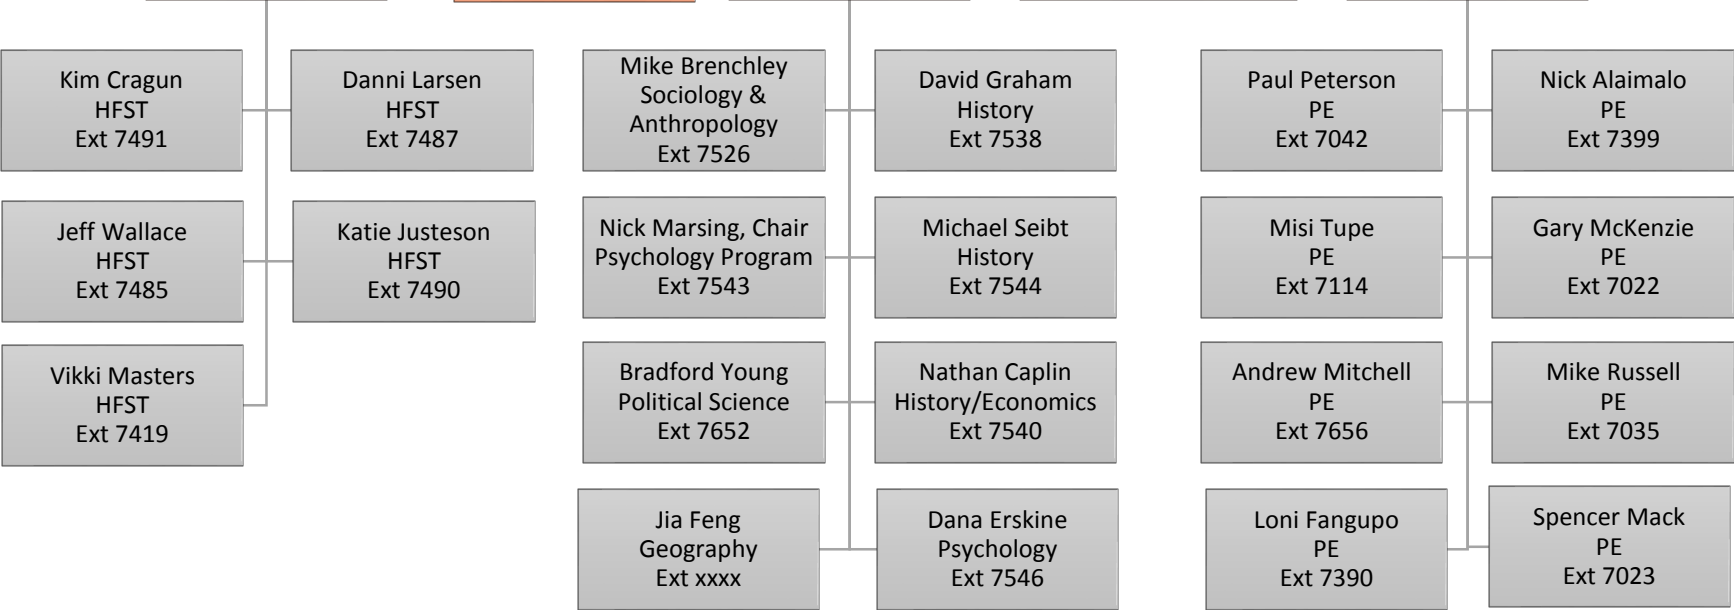 Kim Cragun
HFST
Ext 7491
Danni Larsen
HFST
Ext 7487
Mike Brenchley
Sociology &
Anthropology
Ext 7526
David Graham
History
Ext 7538
Paul Peterson
PE
Ext 7042
Nick Alaimalo
PE
Ext 7399
Jeff Wallace
HFST
Ext 7485
Katie Justeson
HFST
Ext 7490
Nick Marsing, Chair
Psychology Program
Ext 7543
Michael Seibt
History
Ext 7544
Misi Tupe
PE
Ext 7114
Gary McKenzie
PE
Ext 7022
Vikki Masters
HFST
Ext 7419
Bradford Young
Political Science
Ext 7652
Nathan Caplin
History/Economics
Ext 7540
Andrew Mitchell
PE
Ext 7656
Mike Russell
PE
Ext 7035
Jia Feng
Geography
Ext xxxx
Dana Erskine
Psychology
Ext 7546
Loni Fangupo
PE
Ext 7390
Spencer Mack
PE
Ext 7023